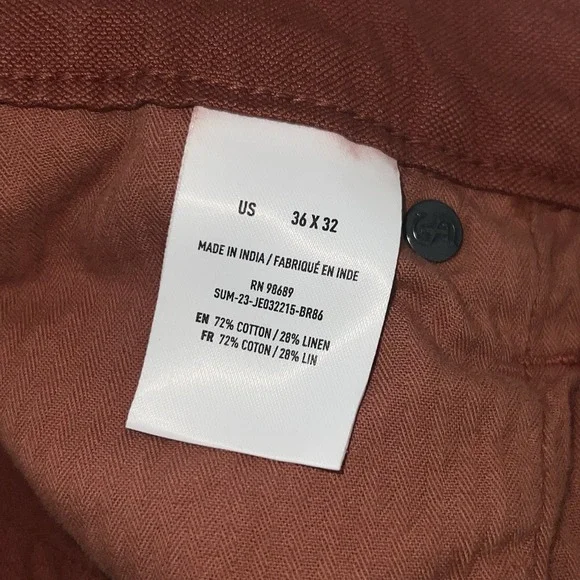 US 36 X 32
MADE IN INDIA / FABRIQUÉ EN INDE
RN 98689
SUM-23-JE032215-BR86
EN 72% COTTON / 28% LINEN
FR 72% COTON / 28% LIN